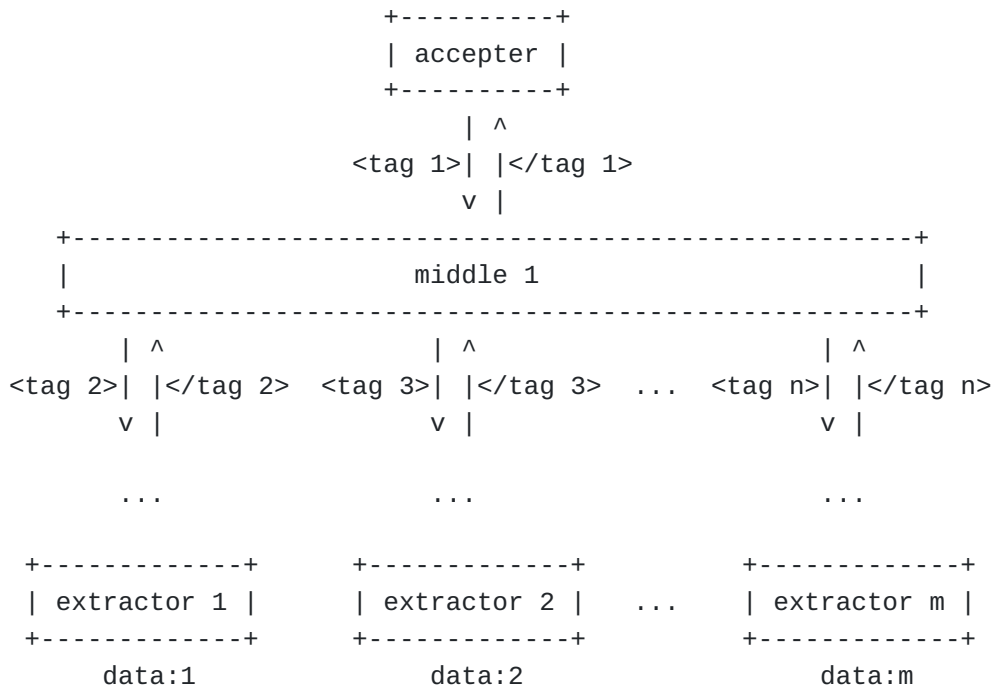 +----------+
| accepter |
+----------+
| ^
<tag 1>| |</tag 1>
v |
+------------------------------------------------------+
| middle 1 |
+------------------------------------------------------+
| ^ | ^ | ^
<tag 2>| |</tag 2> <tag 3>| |</tag 3> ... <tag n>| |</tag n>
v | v | v |
... ... ...
+-------------+ +-------------+ +-------------+
| extractor 1 | | extractor 2 | ... | extractor m |
+-------------+ +-------------+ +-------------+
data:1 data:2 data:m